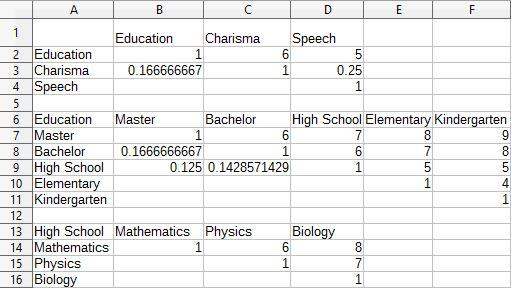 A B C D E F
1 Education Charisma Speech
2 Education 1 6 5
3 Charisma 0.166666667 1 0.25
4 Speech 1
5
6 Education Master Bachelor High School Elementary Kindergarten
7 Master 1 6 7 8 9
8 Bachelor 0.1666666667 1 6 7 8
9 High School 0.125 0.1428571429 1 5 5
10 Elementary 1 4
11 Kindergarten 1
12
13 High School Mathematics Physics Biology
14 Mathematics 1 6 8
15 Physics 1 7
16 Biology 1